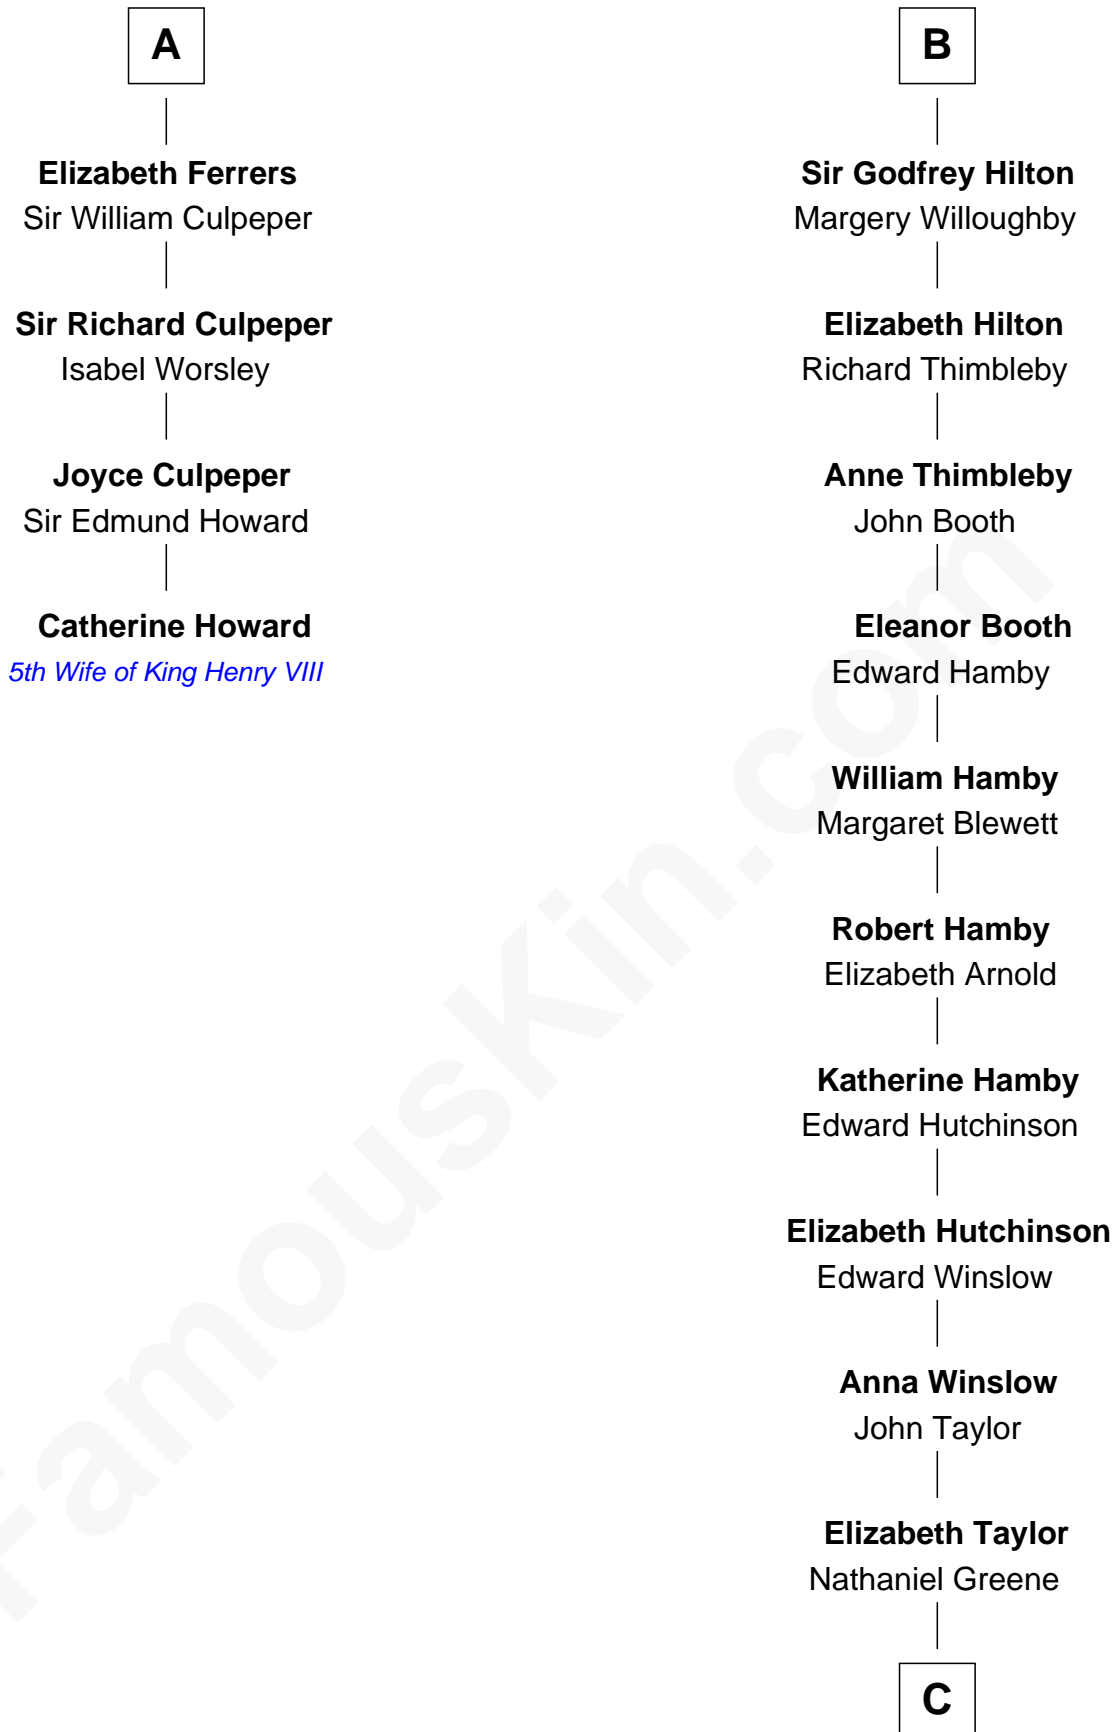 A
Elizabeth Ferrers
Sir William Culpeper
Sir Richard Culpeper
Isabel Worsley
Joyce Culpeper
Sir Edmund Howard
Catherine Howard
5th Wife of King Henry VIII
B
Sir Godfrey Hilton
Margery Willoughby
Elizabeth Hilton
Richard Thimbleby
Anne Thimbleby
John Booth
Eleanor Booth
Edward Hamby
William Hamby
Margaret Blewett
Robert Hamby
Elizabeth Arnold
Katherine Hamby
Edward Hutchinson
Elizabeth Hutchinson
Edward Winslow
Anna Winslow
John Taylor
Elizabeth Taylor
Nathaniel Greene
C
FamousKin.com